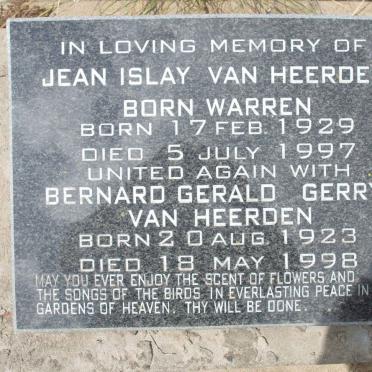 IN LOVING MEMORY OF
JEAN ISLAY VAN HEERDE
BORN WARREN
BORN 17 FEB. 1929
DIED 5 JULY 1997
UNITED AGAIN WITH
BERNARD GERALD GERRY
VAN HEERDEN
BORN 20 AUG. 1923
DIED 18 MAY 1998
MAY YOU EVER ENJOY THE SCENT OF FLOWERS AND
THE SONGS OF THE BIRDS IN EVERLASTING PEACE IN
GARDENS OF HEAVEN. THY WILL BE DONE.